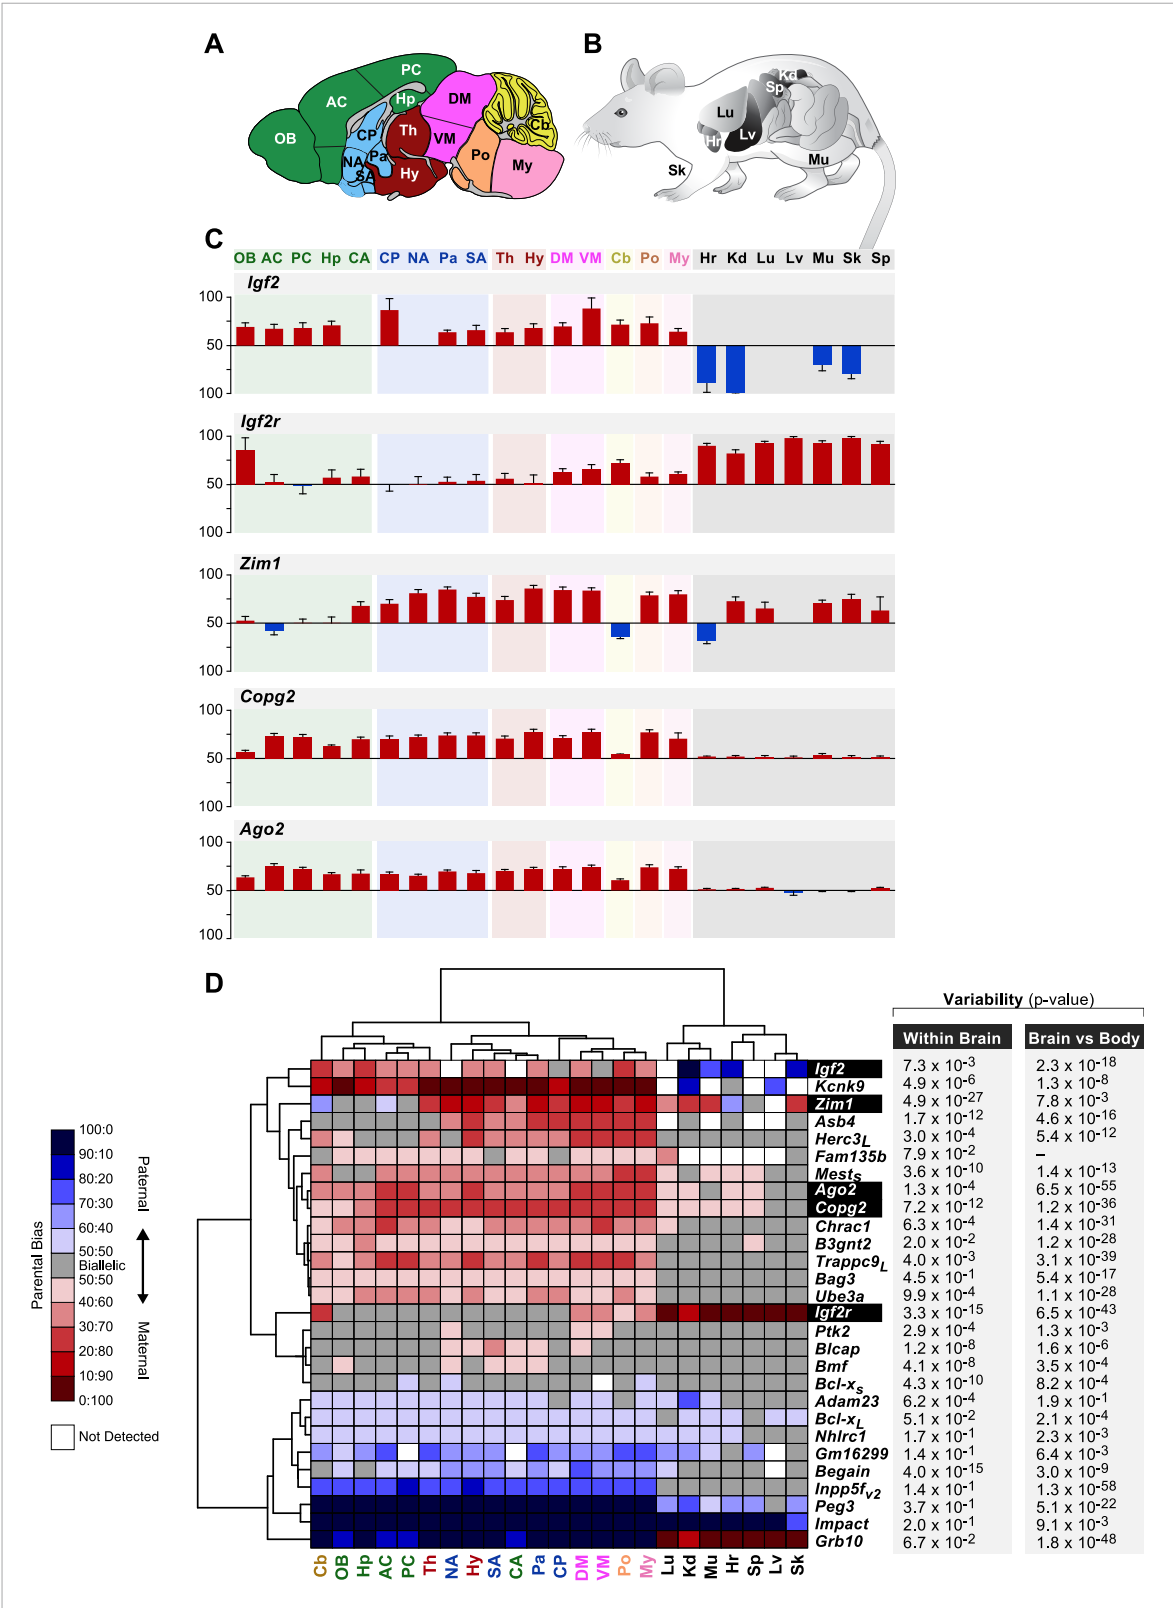 A
B
PC
AC
Hp
DM
OB
CP
Th
Cb
NA
Pa
VM
Po
My
SA
Hy
Kd
Sp
Lu
Lv
Hr
Mu
Sk
C
OB AC PC Hp CA CP NA Pa SA Th Hy DM VM Cb Po My Hr Kd Lu Lv Mu Sk Sp
Igf2
100
50
100
Igf2r
100
50
100
Zim1
100
50
100
Copg2
100
50
100
Ago2
100
50
100
D
Variability (p-value)
Within Brain Brain vs Body
Igf2 7.3 x 10-3 2.3 x 10-18
Kcnk9 4.9 x 10-6 1.3 x 10-8
Zim1 4.9 x 10-27 7.8 x 10-3
Asb4 1.7 x 10-12 4.6 x 10-16
Herc3L 3.0 x 10-4 5.4 x 10-12
Fam135b 7.9 x 10-2 –
Mests 3.6 x 10-10 1.4 x 10-13
Ago2 1.3 x 10-4 6.5 x 10-55
Copg2 7.2 x 10-12 1.2 x 10-36
Chrac1 6.3 x 10-4 1.4 x 10-31
B3gnt2 2.0 x 10-2 1.2 x 10-28
Trappc9L 4.0 x 10-3 3.1 x 10-39
Bag3 4.5 x 10-1 5.4 x 10-17
Ube3a 9.9 x 10-4 1.1 x 10-28
Igf2r 3.3 x 10-15 6.5 x 10-43
Ptk2 2.9 x 10-4 1.3 x 10-3
Blcap 1.2 x 10-8 1.6 x 10-6
Bmf 4.1 x 10-8 3.5 x 10-4
Bcl-xs 4.3 x 10-10 8.2 x 10-4
Adam23 6.2 x 10-4 1.9 x 10-1
Bcl-xL 5.1 x 10-2 2.1 x 10-4
Nhlrc1 1.7 x 10-1 2.3 x 10-3
Gm16299 1.4 x 10-1 6.4 x 10-3
Begain 4.0 x 10-15 3.0 x 10-9
Inpp5fv2 1.4 x 10-1 1.3 x 10-58
Peg3 3.7 x 10-1 5.1 x 10-22
Impact 2.0 x 10-1 9.1 x 10-3
Grb10 6.7 x 10-2 1.8 x 10-48
Cb OB Hp AC PC Th NA Hy SA CA Pa CP DM VM Po My Lu Kd Mu Hr Sp Lv Sk
Parental Bias
Paternal
Maternal
100:0
90:10
80:20
70:30
60:40
50:50
Biallelic
50:50
40:60
30:70
20:80
10:90
0:100
Not Detected